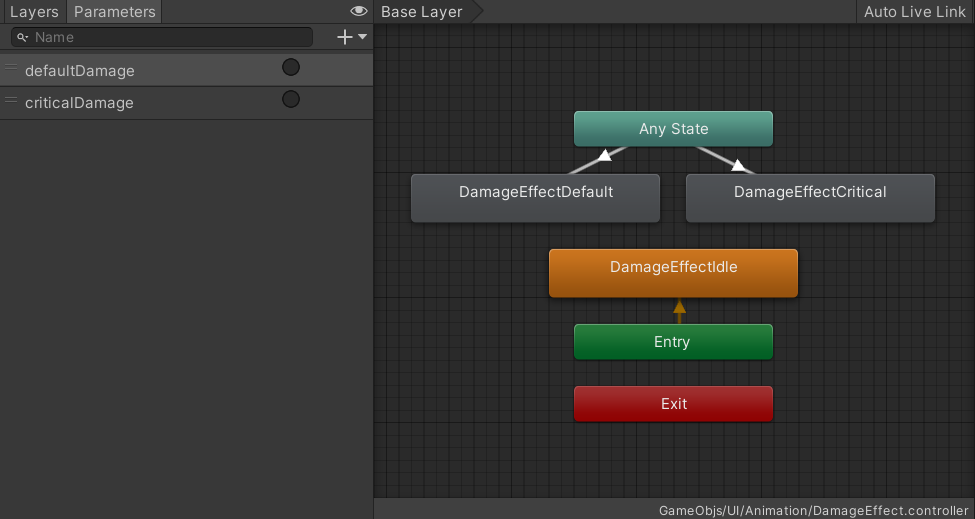 Layers Parameters
Base Layer
Auto Live Link
Name
defaultDamage
criticalDamage
Any State
DamageEffectDefault
DamageEffectCritical
DamageEffectIdle
Entry
Exit
GameObjs/UI/Animation/DamageEffect.controller